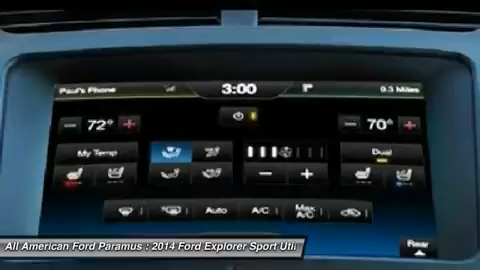 Paul's Phone 3:00 9.3 Miles
72° 70°
My Temp Dual
Auto A/C Max A/C
Rear
All American Ford Paramus : 2014 Ford Explorer Sport Util.